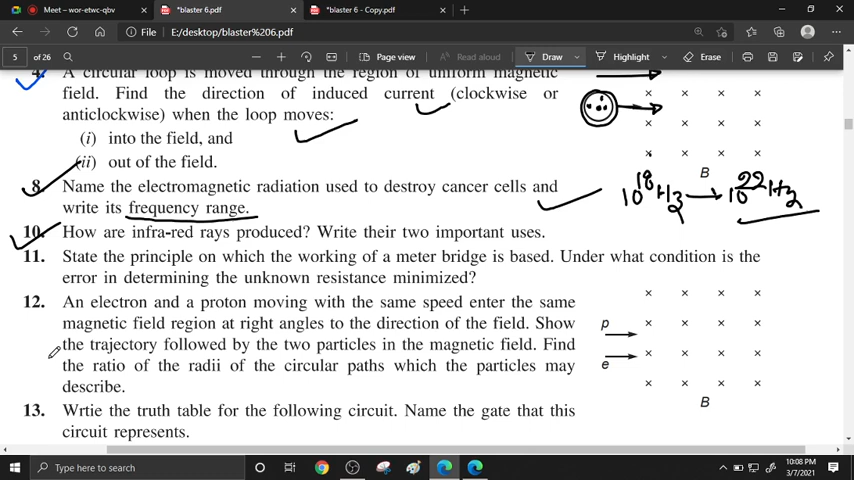 Meet – wor-etwc-qbv
*blaster 6.pdf
*blaster 6 - Copy.pdf
File
E:/desktop/blaster%206.pdf
5
of 26
Page view
Read aloud
Draw
Highlight
Erase
4. A circular loop is moved through the region of uniform magnetic
field. Find the direction of induced current (clockwise or
anticlockwise) when the loop moves:
(i) into the field, and
(ii) out of the field.
B
8. Name the electromagnetic radiation used to destroy cancer cells and
write its frequency range.
10^18 Hz → 10^22 Hz
10. How are infra-red rays produced? Write their two important uses.
11. State the principle on which the working of a meter bridge is based. Under what condition is the
error in determining the unknown resistance minimized?
12. An electron and a proton moving with the same speed enter the same
magnetic field region at right angles to the direction of the field. Show
the trajectory followed by the two particles in the magnetic field. Find
the ratio of the radii of the circular paths which the particles may
describe.
p
e
B
13. Wrtie the truth table for the following circuit. Name the gate that this
circuit represents.
Type here to search
10:08 PM
3/7/2021